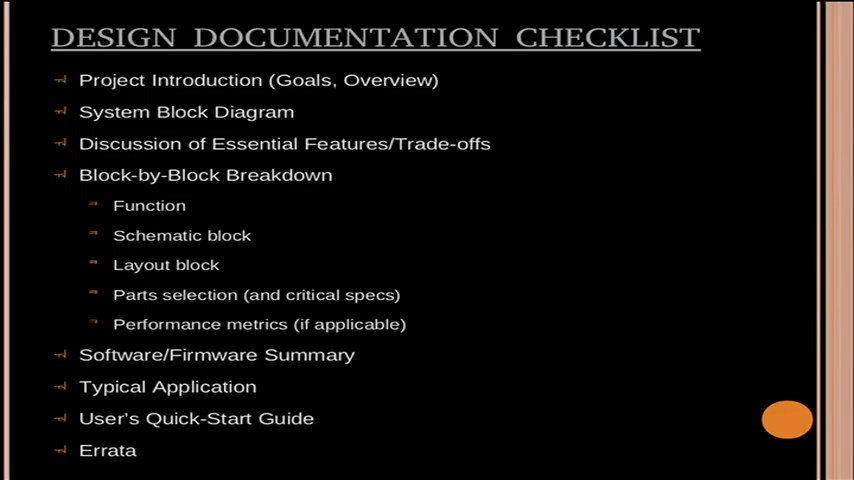 DESIGN DOCUMENTATION CHECKLIST
Project Introduction (Goals, Overview)
System Block Diagram
Discussion of Essential Features/Trade-offs
Block-by-Block Breakdown
Function
Schematic block
Layout block
Parts selection (and critical specs)
Performance metrics (if applicable)
Software/Firmware Summary
Typical Application
User's Quick-Start Guide
Errata